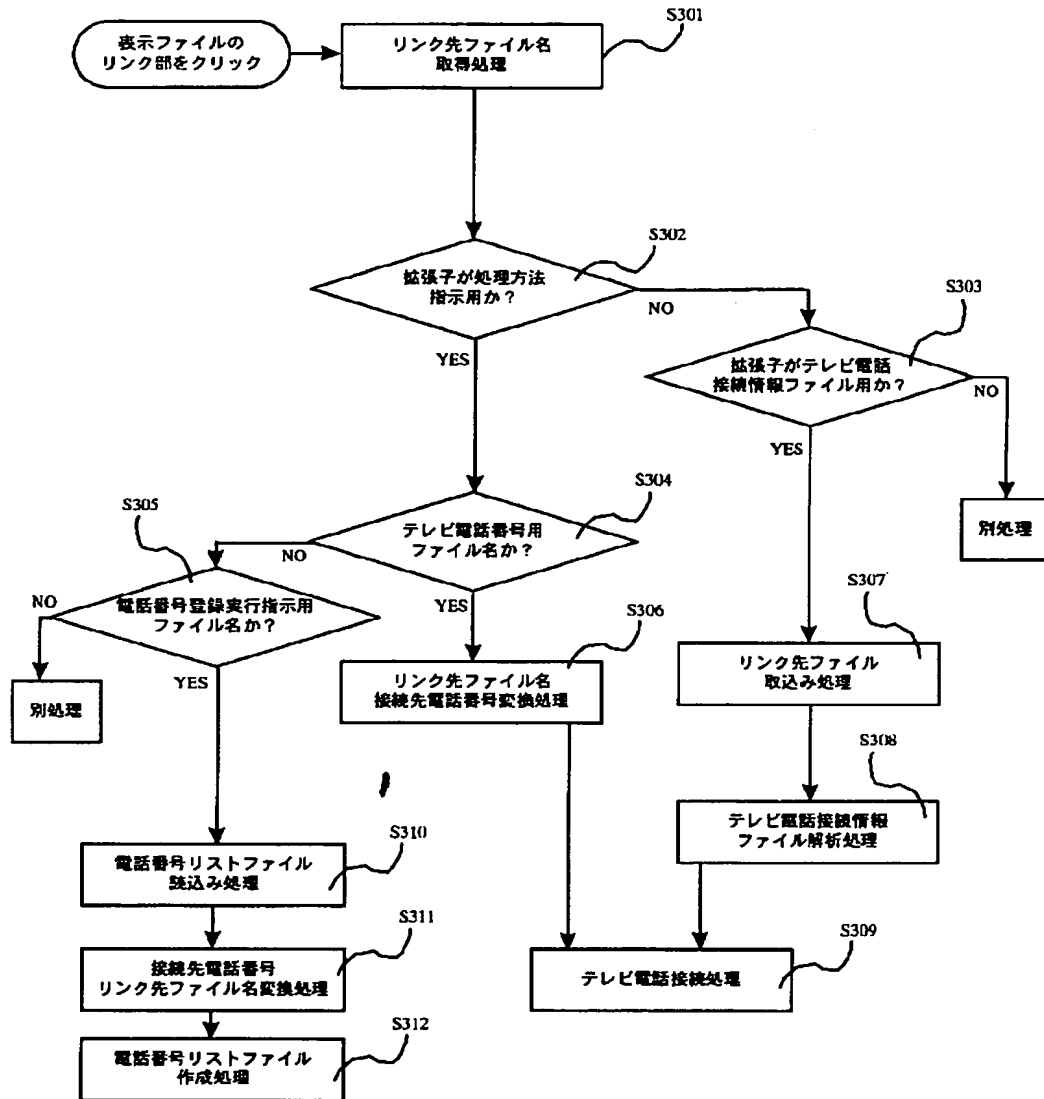 S301
表示ファイルの
リンク部をクリック
リンク先ファイル名
取得処理
S302
拡張子が処理方法
指示用か？
NO
YES
S303
拡張子がテレビ電話
接続情報ファイル用か？
NO
YES
別処理
S304
テレビ電話番号用
ファイル名か？
NO
YES
S305
電話番号登録実行指示用
ファイル名か？
NO
YES
別処理
S306
リンク先ファイル名
接続先電話番号変換処理
S307
リンク先ファイル
取込み処理
S308
テレビ電話接続情報
ファイル解析処理
S310
電話番号リストファイル
読込み処理
S311
接続先電話番号
リンク先ファイル名変換処理
S309
テレビ電話接続処理
S312
電話番号リストファイル
作成処理